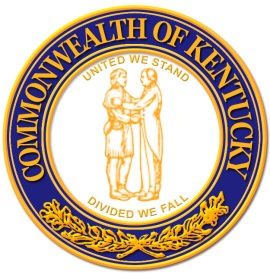 COMMONWEALTH OF KENTUCKY
UNITED WE STAND
DIVIDED WE FALL